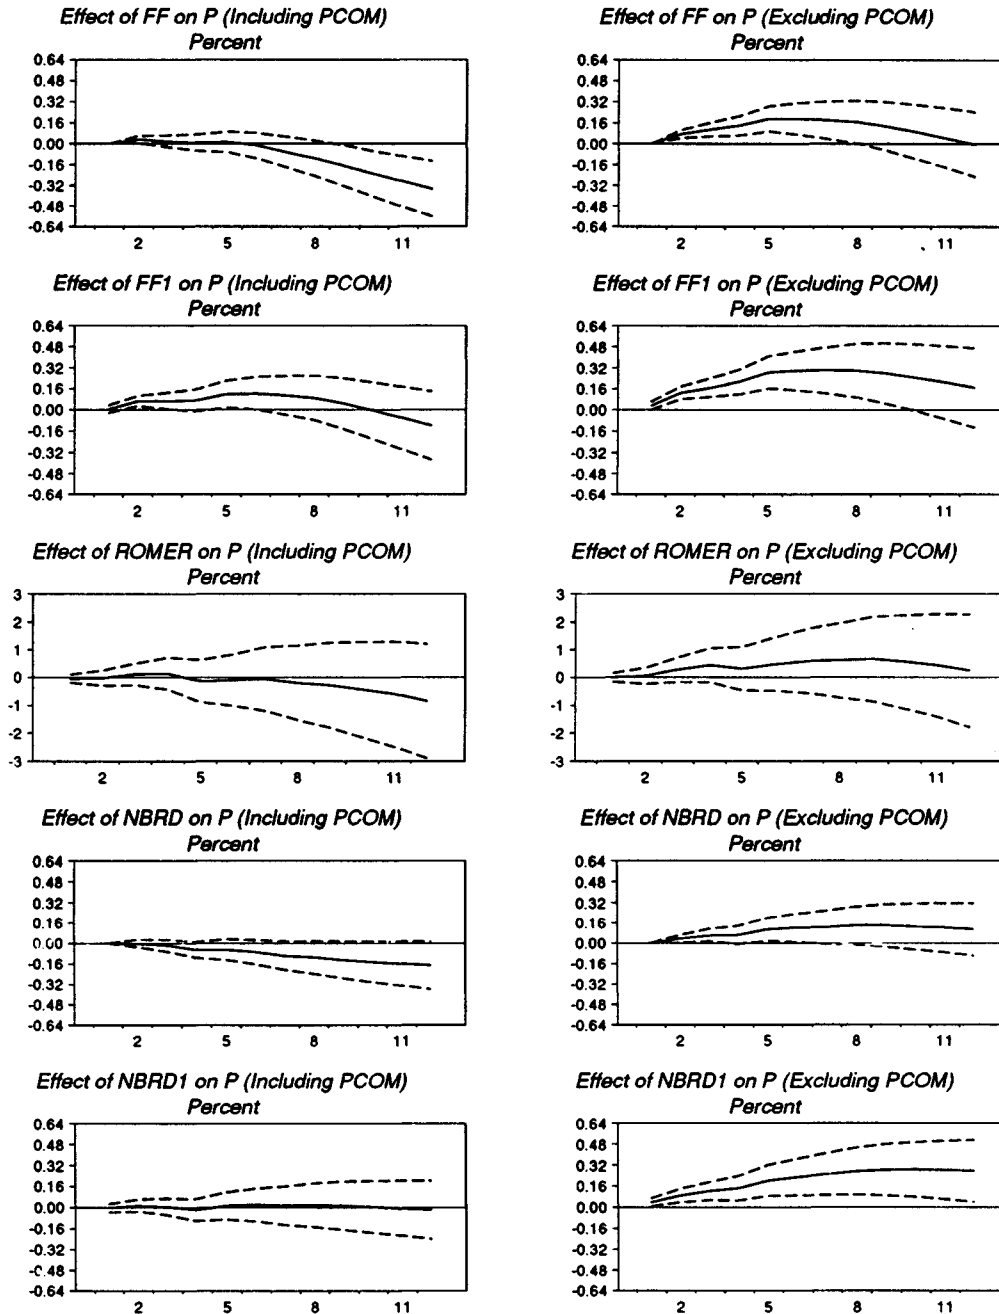 Effect of FF on P (Including PCOM)
Percent
0.64
0.48
0.32
0.16
0.00
-0.16
-0.32
-0.48
-0.64
2 5 8 11
Effect of FF on P (Excluding PCOM)
Percent
0.64
0.48
0.32
0.16
0.00
-0.16
-0.32
-0.48
-0.64
2 5 8 11
Effect of FF1 on P (Including PCOM)
Percent
0.64
0.48
0.32
0.16
0.00
-0.16
-0.32
-0.48
-0.64
2 5 8 11
Effect of FF1 on P (Excluding PCOM)
Percent
0.64
0.48
0.32
0.16
0.00
-0.16
-0.32
-0.48
-0.64
2 5 8 11
Effect of ROMER on P (Including PCOM)
Percent
3
2
1
0
-1
-2
-3
2 5 8 11
Effect of ROMER on P (Excluding PCOM)
Percent
3
2
1
0
-1
-2
-3
2 5 8 11
Effect of NBRD on P (Including PCOM)
Percent
0.64
0.48
0.32
0.16
0.00
-0.16
-0.32
-0.48
-0.64
2 5 8 11
Effect of NBRD on P (Excluding PCOM)
Percent
0.64
0.48
0.32
0.16
0.00
-0.16
-0.32
-0.48
-0.64
2 5 8 11
Effect of NBRD1 on P (Including PCOM)
Percent
0.64
0.48
0.32
0.16
0.00
-0.16
-0.32
-0.48
-0.64
2 5 8 11
Effect of NBRD1 on P (Excluding PCOM)
Percent
0.64
0.48
0.32
0.16
0.00
-0.16
-0.32
-0.48
-0.64
2 5 8 11